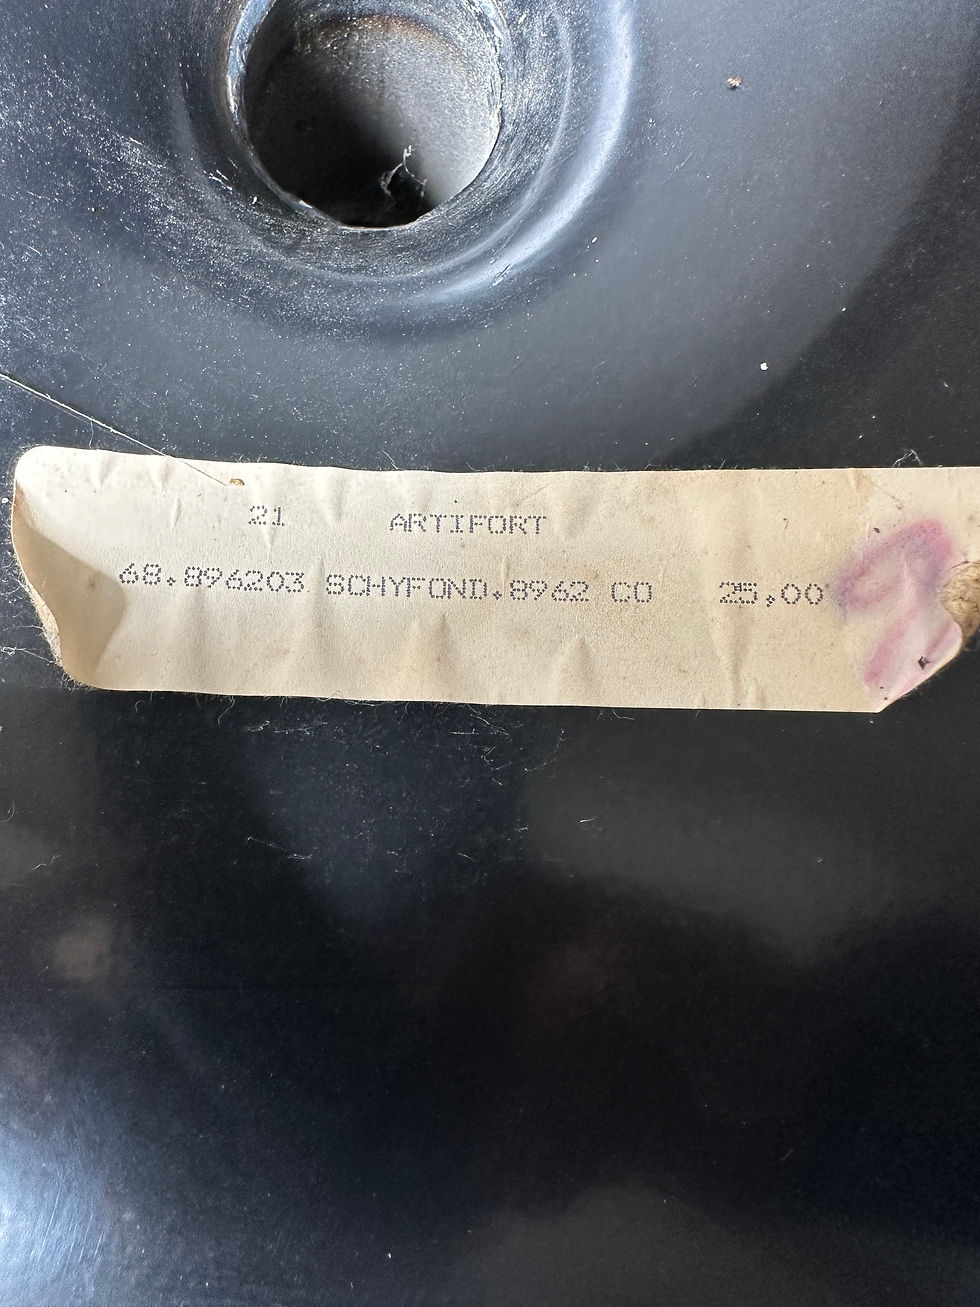 21 ARTIFORT
68.896203 SCHYFOND.8962 CO 25,00